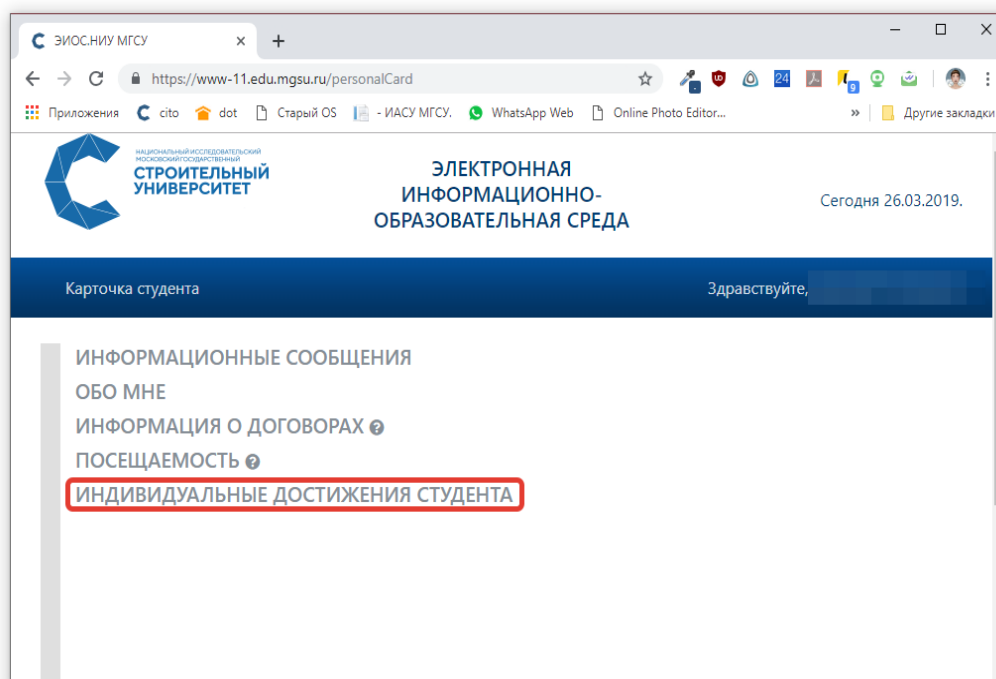 ЭИОС.НИУ МГСУ
https://www-11.edu.mgsu.ru/personalCard
24
9
Приложения cito dot Старый OS - ИАСУ МГСУ. WhatsApp Web Online Photo Editor... » Другие закладки
НАЦИОНАЛЬНЫЙ ИССЛЕДОВАТЕЛЬСКИЙ
МОСКОВСКИЙ ГОСУДАРСТВЕННЫЙ
СТРОИТЕЛЬНЫЙ
УНИВЕРСИТЕТ
ЭЛЕКТРОННАЯ
ИНФОРМАЦИОННО-
ОБРАЗОВАТЕЛЬНАЯ СРЕДА
Сегодня 26.03.2019.
Карточка студента
Здравствуйте,
ИНФОРМАЦИОННЫЕ СООБЩЕНИЯ
ОБО МНЕ
ИНФОРМАЦИЯ О ДОГОВОРАХ ?
ПОСЕЩАЕМОСТЬ ?
ИНДИВИДУАЛЬНЫЕ ДОСТИЖЕНИЯ СТУДЕНТА